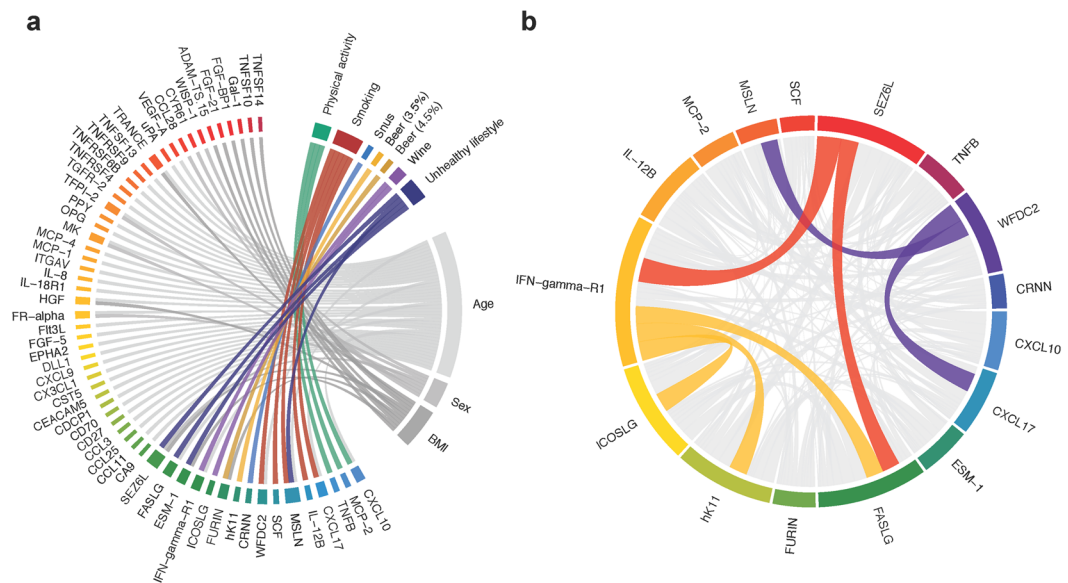 a
TNFSF14
TNFSF10
Gal-1
FGF-BP1
FGF-21
ADAM-TS 15
WISP-1
CYR61
CCL28
VEGF-A
uPA
TRANCE
TNFSF13
TNFRSF9
TNFRSF6B
TNFRSF4
TGFR-2
TFPI-2
PPY
OPG
MK
MCP-4
MCP-1
ITGAV
IL-8
IL-18R1
HGF
FR-alpha
Flt3L
FGF-5
EPHA2
DLL1
CXCL9
CX3CL1
CST5
CEACAM5
CDCP1
CD70
CD27
CCL3
CCL25
CCL11
CA9
SEZ6L
FASLG
ESM-1
IFN-gamma-R1
ICOSLG
FURIN
hK11
CRNN
WFDC2
SCF
MSLN
IL-12B
CXCL17
TNFB
MCP-2
CXCL10
BMI
Sex
Age
Unhealthy lifestyle
Wine
Beer (4.5%)
Beer (3.5%)
Snus
Smoking
Physical activity
b
SCF
SEZ6L
TNFB
WFDC2
CRNN
CXCL10
CXCL17
ESM-1
FASLG
FURIN
hK11
ICOSLG
IFN-gamma-R1
IL-12B
MCP-2
MSLN